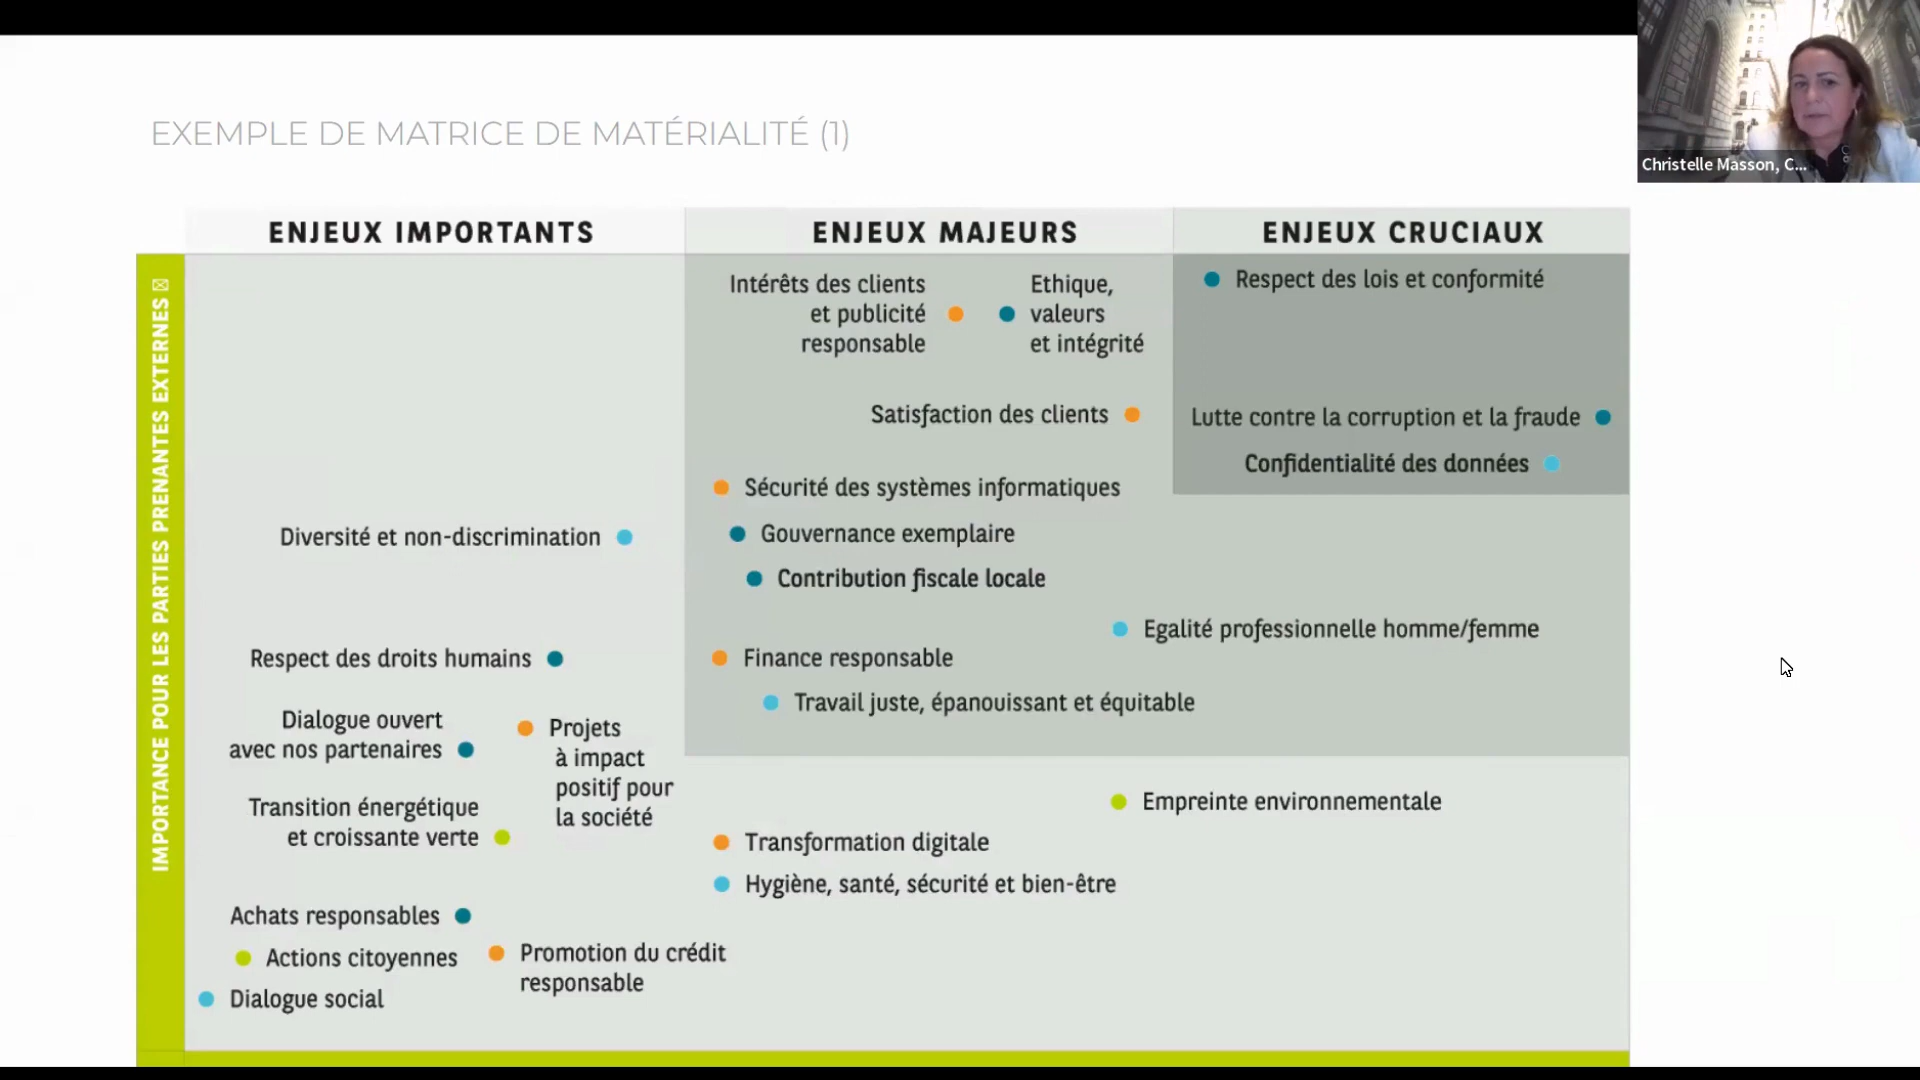 EXEMPLE DE MATRICE DE MATÉRIALITÉ (1)
Christelle Masson, C...
ENJEUX IMPORTANTS
ENJEUX MAJEURS
ENJEUX CRUCIAUX
IMPORTANCE POUR LES PARTIES PRENANTES EXTERNES
Intérêts des clients
et publicité
responsable
Ethique,
valeurs
et intégrité
Respect des lois et conformité
Satisfaction des clients
Lutte contre la corruption et la fraude
Confidentialité des données
Sécurité des systèmes informatiques
Diversité et non-discrimination
Gouvernance exemplaire
Contribution fiscale locale
Egalité professionnelle homme/femme
Respect des droits humains
Finance responsable
Travail juste, épanouissant et équitable
Dialogue ouvert
avec nos partenaires
Projets
à impact
positif pour
la société
Transition énergétique
et croissante verte
Empreinte environnementale
Transformation digitale
Hygiène, santé, sécurité et bien-être
Achats responsables
Actions citoyennes
Promotion du crédit
responsable
Dialogue social